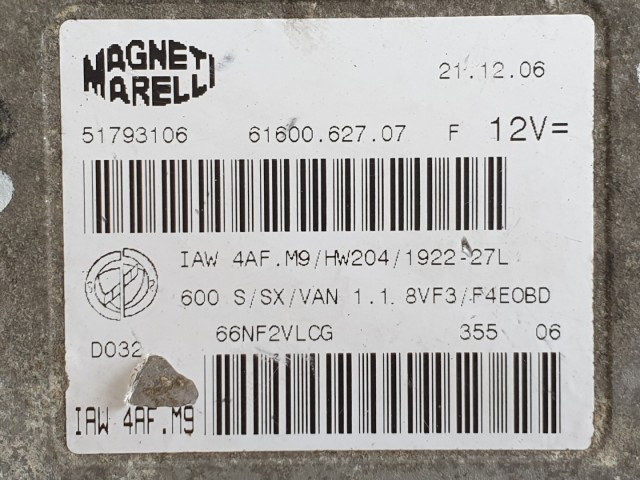 MAGNETI
MARELLI
21.12.06
51793106 61600.627.07 F 12V=
IAW 4AF.M9/HW204/1922-27L
600 S/SX/VAN 1.1 8VF3/F4EOBD
66NF2VLCG 355 06
D032
IAW 4AF.M9